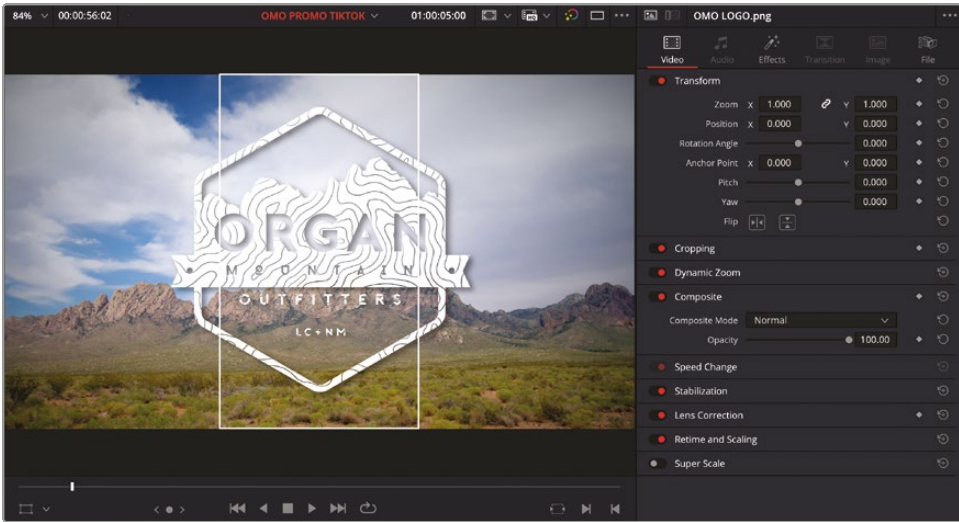 84% 00:00:56:02 OMO PROMO TIKTOK 01:00:05:00 OMO LOGO.png
Video Audio Effects Transition Image File
Transform
Zoom X 1.000 Y 1.000
Position X 0.000 Y 0.000
Rotation Angle 0.000
Anchor Point X 0.000 Y 0.000
Pitch 0.000
Yaw 0.000
Flip
Cropping
Dynamic Zoom
Composite
Composite Mode Normal
Opacity 100.00
Speed Change
Stabilization
Lens Correction
Retime and Scaling
Super Scale
ORGAN
MOUNTAIN
OUTFITTERS
LC+NM